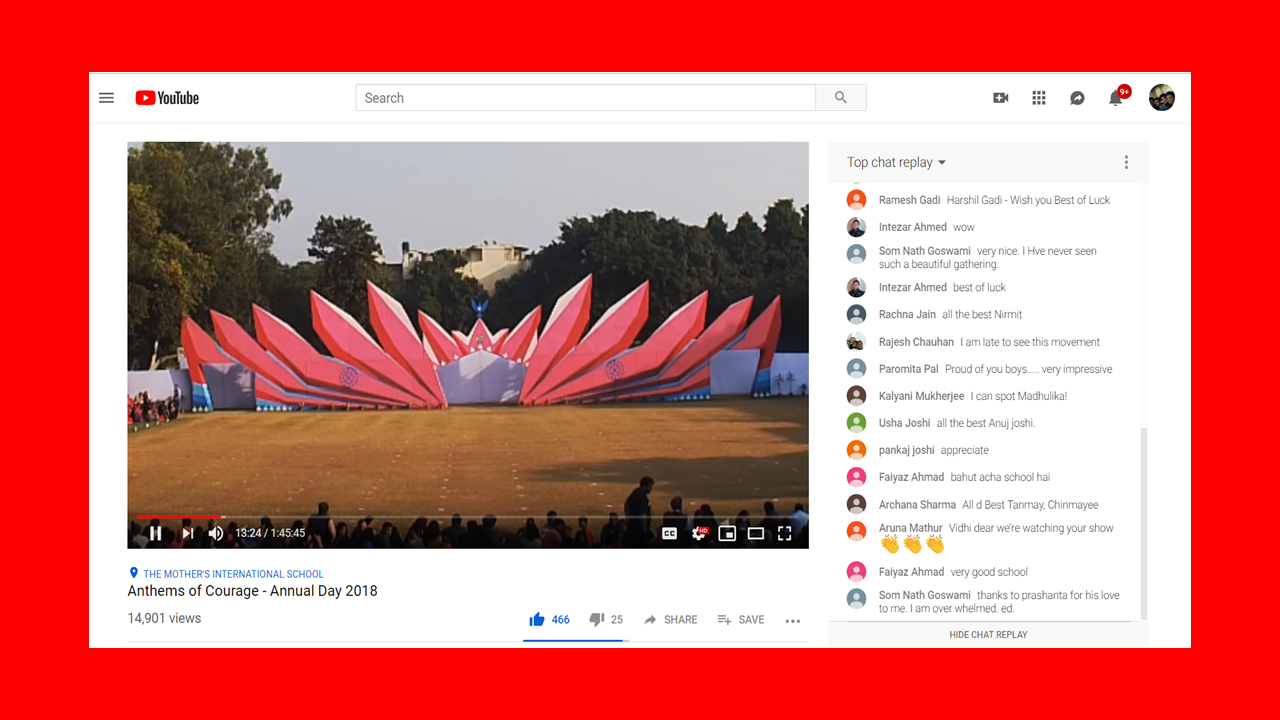 YouTube
Search
9+
Top chat replay
Ramesh Gadi Harshil Gadi - Wish you Best of Luck
Intezar Ahmed wow
Som Nath Goswami very nice. I Hve never seen
such a beautiful gathering.
Intezar Ahmed best of luck
Rachna Jain all the best Nirmit
Rajesh Chauhan I am late to see this movement
Paromita Pal Proud of you boys..... very impressive
Kalyani Mukherjee I can spot Madhulika!
Usha Joshi all the best Anuj joshi.
pankaj joshi appreciate
Faiyaz Ahmad bahut acha school hai
Archana Sharma All d Best Tanmay, Chinmayee
Aruna Mathur Vidhi dear we're watching your show
👏👏👏
Faiyaz Ahmad very good school
Som Nath Goswami thanks to prashanta for his love
to me. I am over whelmed. ed.
HIDE CHAT REPLAY
13:24 / 1:45:45
CC
HD
THE MOTHER'S INTERNATIONAL SCHOOL
Anthems of Courage - Annual Day 2018
14,901 views
466
25
SHARE
SAVE